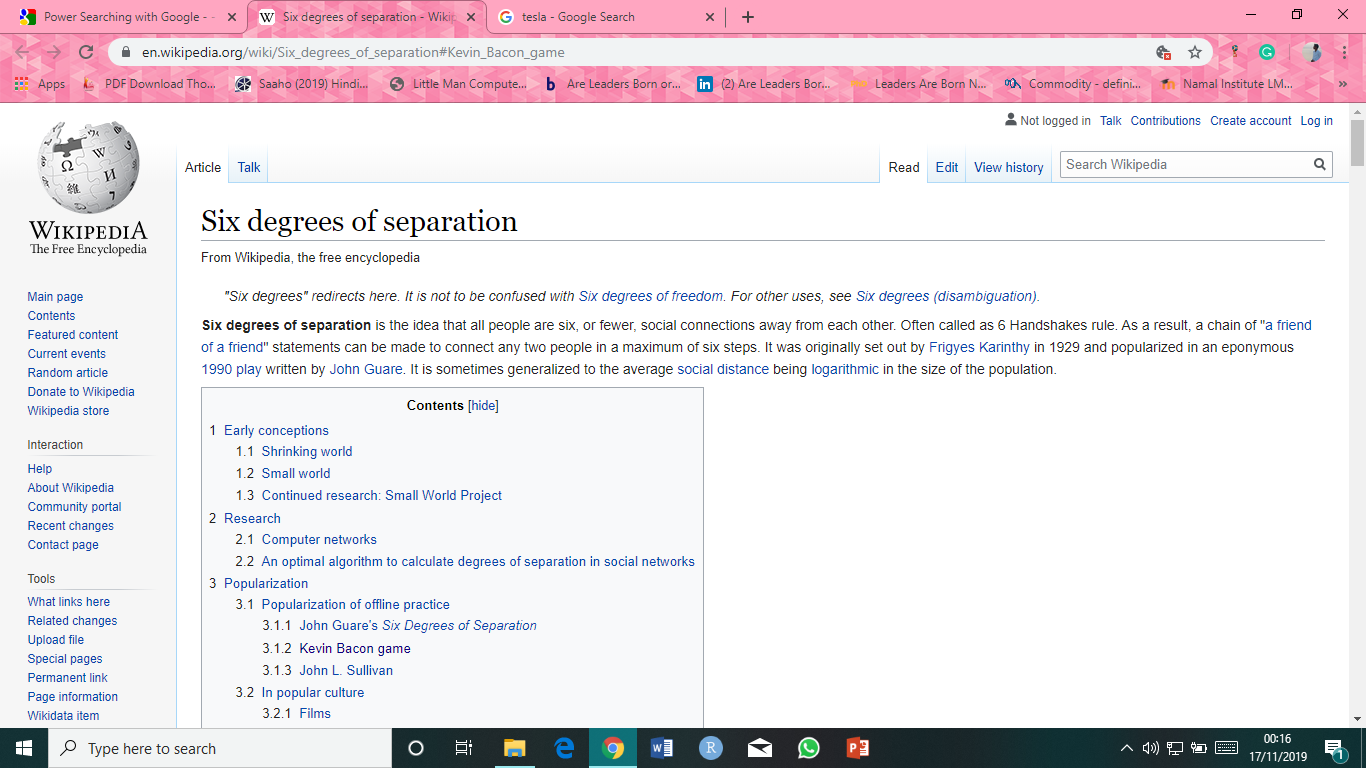 Power Searching with Google - -
Six degrees of separation - Wikip
tesla - Google Search
en.wikipedia.org/wiki/Six_degrees_of_separation#Kevin_Bacon_game
Apps
PDF Download Tho...
Saaho (2019) Hindi...
Little Man Compute...
Are Leaders Born or...
(2) Are Leaders Bor...
Leaders Are Born N...
Commodity - defini...
Namal Institute LM...
»
Not logged in Talk Contributions Create account Log in
Article Talk
Read Edit View history
Search Wikipedia
WIKIPEDIA
The Free Encyclopedia
Main page
Contents
Featured content
Current events
Random article
Donate to Wikipedia
Wikipedia store
Interaction
Help
About Wikipedia
Community portal
Recent changes
Contact page
Tools
What links here
Related changes
Upload file
Special pages
Permanent link
Page information
Wikidata item
Six degrees of separation
From Wikipedia, the free encyclopedia
"Six degrees" redirects here. It is not to be confused with Six degrees of freedom. For other uses, see Six degrees (disambiguation).
Six degrees of separation is the idea that all people are six, or fewer, social connections away from each other. Often called as 6 Handshakes rule. As a result, a chain of "a friend
of a friend" statements can be made to connect any two people in a maximum of six steps. It was originally set out by Frigyes Karinthy in 1929 and popularized in an eponymous
1990 play written by John Guare. It is sometimes generalized to the average social distance being logarithmic in the size of the population.
Contents [hide]
1 Early conceptions
1.1 Shrinking world
1.2 Small world
1.3 Continued research: Small World Project
2 Research
2.1 Computer networks
2.2 An optimal algorithm to calculate degrees of separation in social networks
3 Popularization
3.1 Popularization of offline practice
3.1.1 John Guare's Six Degrees of Separation
3.1.2 Kevin Bacon game
3.1.3 John L. Sullivan
3.2 In popular culture
3.2.1 Films
Type here to search
00:16
17/11/2019
1